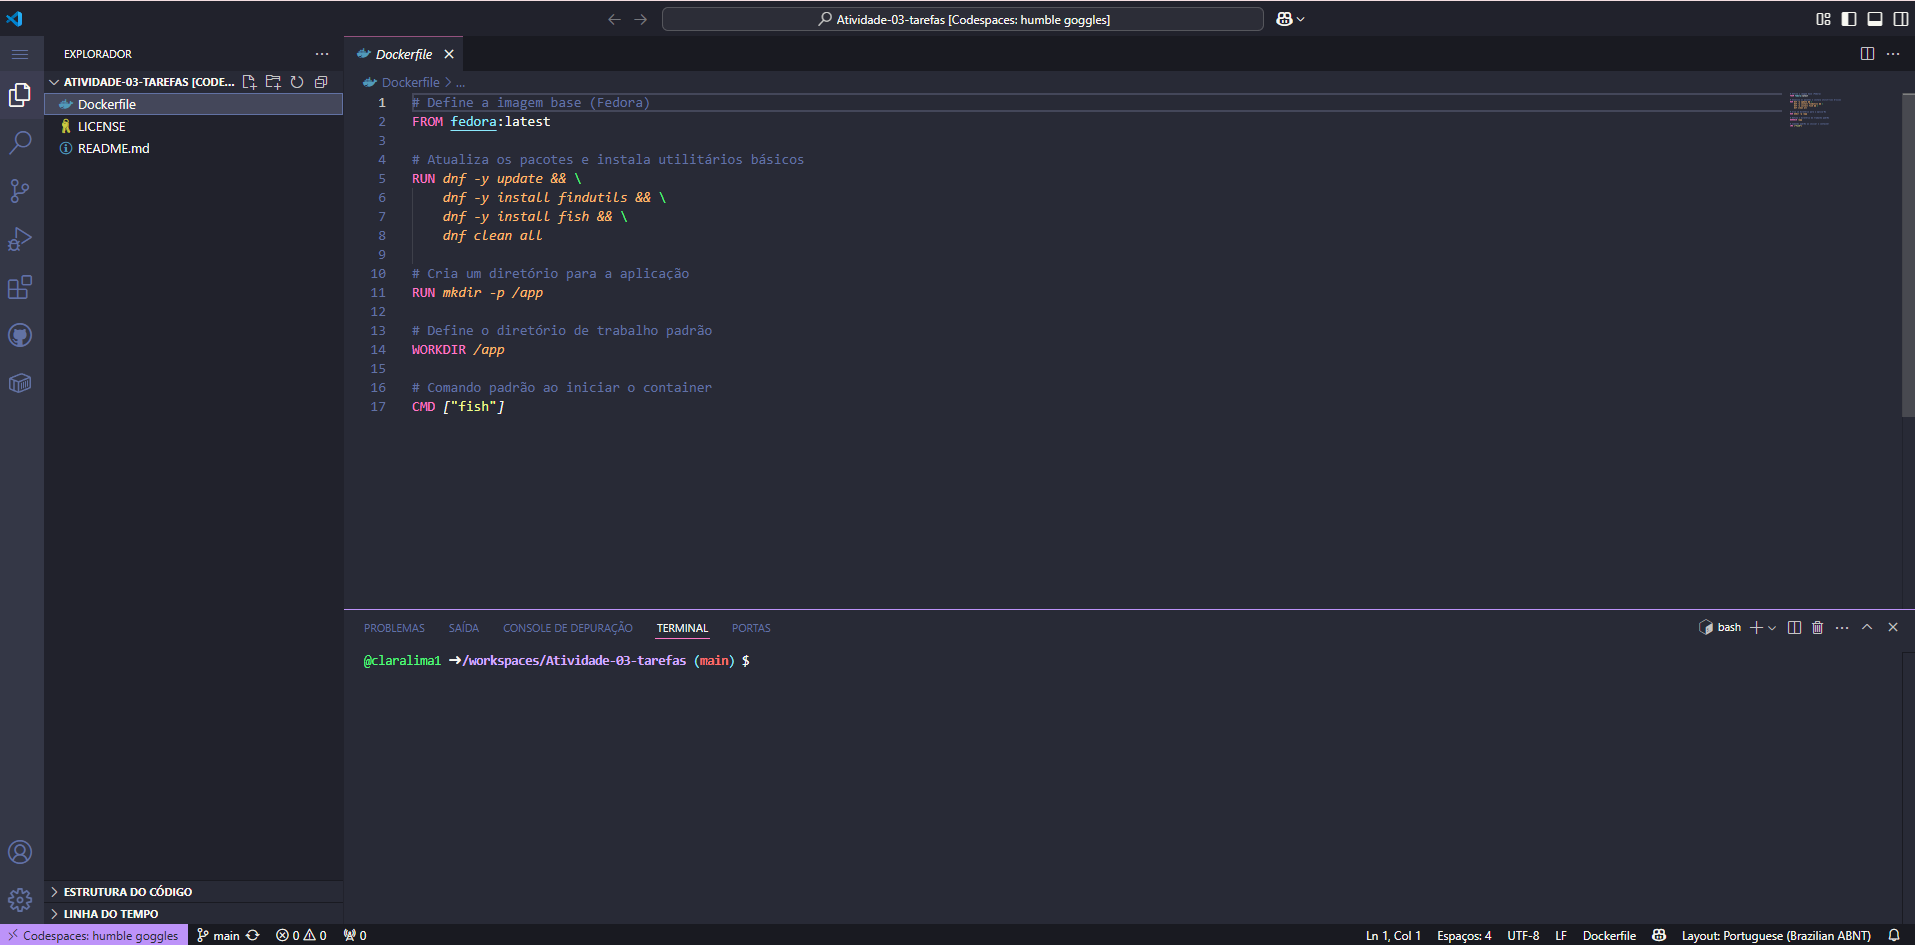 Atividade-03-tarefas [Codespaces: humble goggles]
EXPLORADOR
ATIVIDADE-03-TAREFAS [CODE...
Dockerfile
LICENSE
README.md
ESTRUTURA DO CÓDIGO
LINHA DO TEMPO
Dockerfile
Dockerfile > ...
1 # Define a imagem base (Fedora)
2 FROM fedora:latest
3
4 # Atualiza os pacotes e instala utilitários básicos
5 RUN dnf -y update && \
6 dnf -y install findutils && \
7 dnf -y install fish && \
8 dnf clean all
9
10 # Cria um diretório para a aplicação
11 RUN mkdir -p /app
12
13 # Define o diretório de trabalho padrão
14 WORKDIR /app
15
16 # Comando padrão ao iniciar o container
17 CMD ["fish"]
PROBLEMAS SAÍDA CONSOLE DE DEPURAÇÃO TERMINAL PORTAS
bash
@claralima1 ➜/workspaces/Atividade-03-tarefas (main) $
Codespaces: humble goggles main 0 0 0
Ln 1, Col 1 Espaços: 4 UTF-8 LF Dockerfile Layout: Portuguese (Brazilian ABNT)